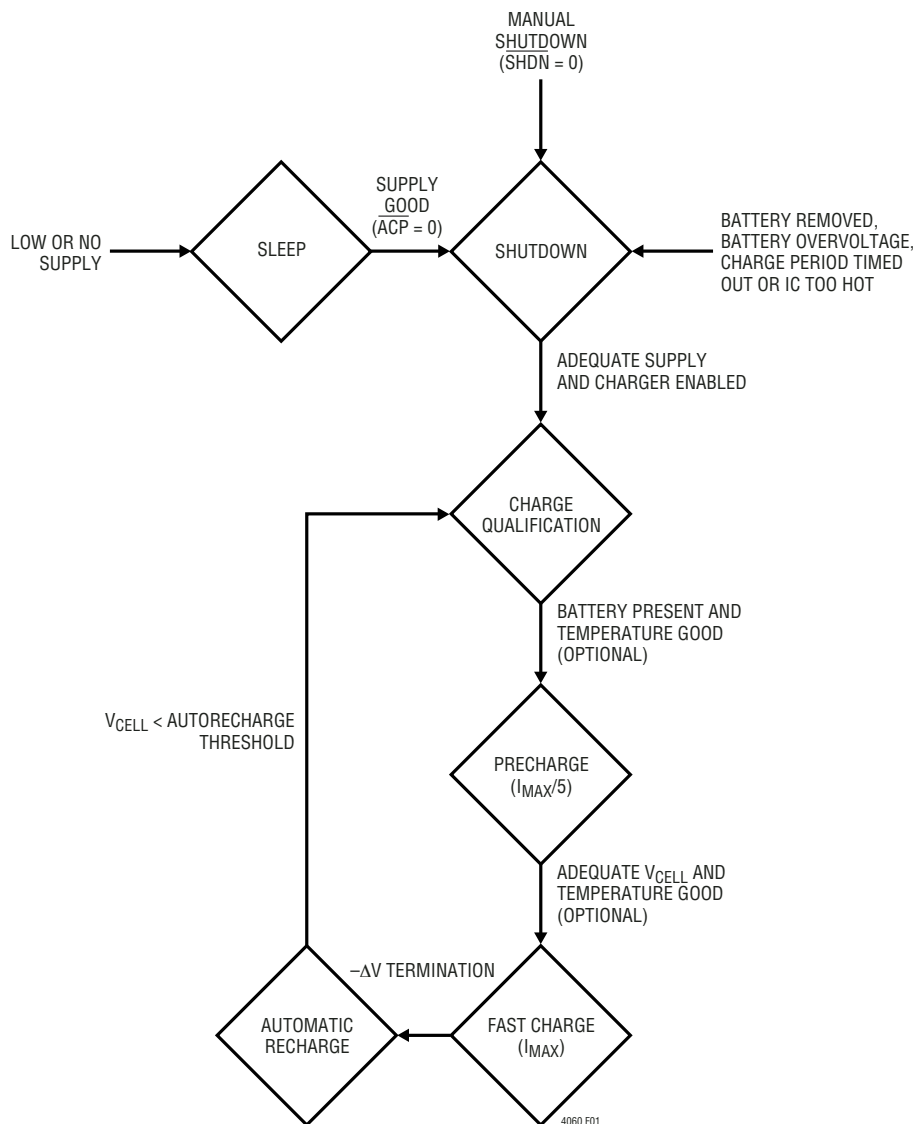 MANUAL
SHUTDOWN
(SHDN = 0)
SUPPLY
GOOD
(ACP = 0)
LOW OR NO
SUPPLY
SLEEP
SHUTDOWN
BATTERY REMOVED,
BATTERY OVERVOLTAGE,
CHARGE PERIOD TIMED
OUT OR IC TOO HOT
ADEQUATE SUPPLY
AND CHARGER ENABLED
CHARGE
QUALIFICATION
BATTERY PRESENT AND
TEMPERATURE GOOD
(OPTIONAL)
VCELL < AUTORECHARGE
THRESHOLD
PRECHARGE
(IMAX/5)
ADEQUATE VCELL AND
TEMPERATURE GOOD
(OPTIONAL)
–ΔV TERMINATION
AUTOMATIC
RECHARGE
FAST CHARGE
(IMAX)
4060 F01